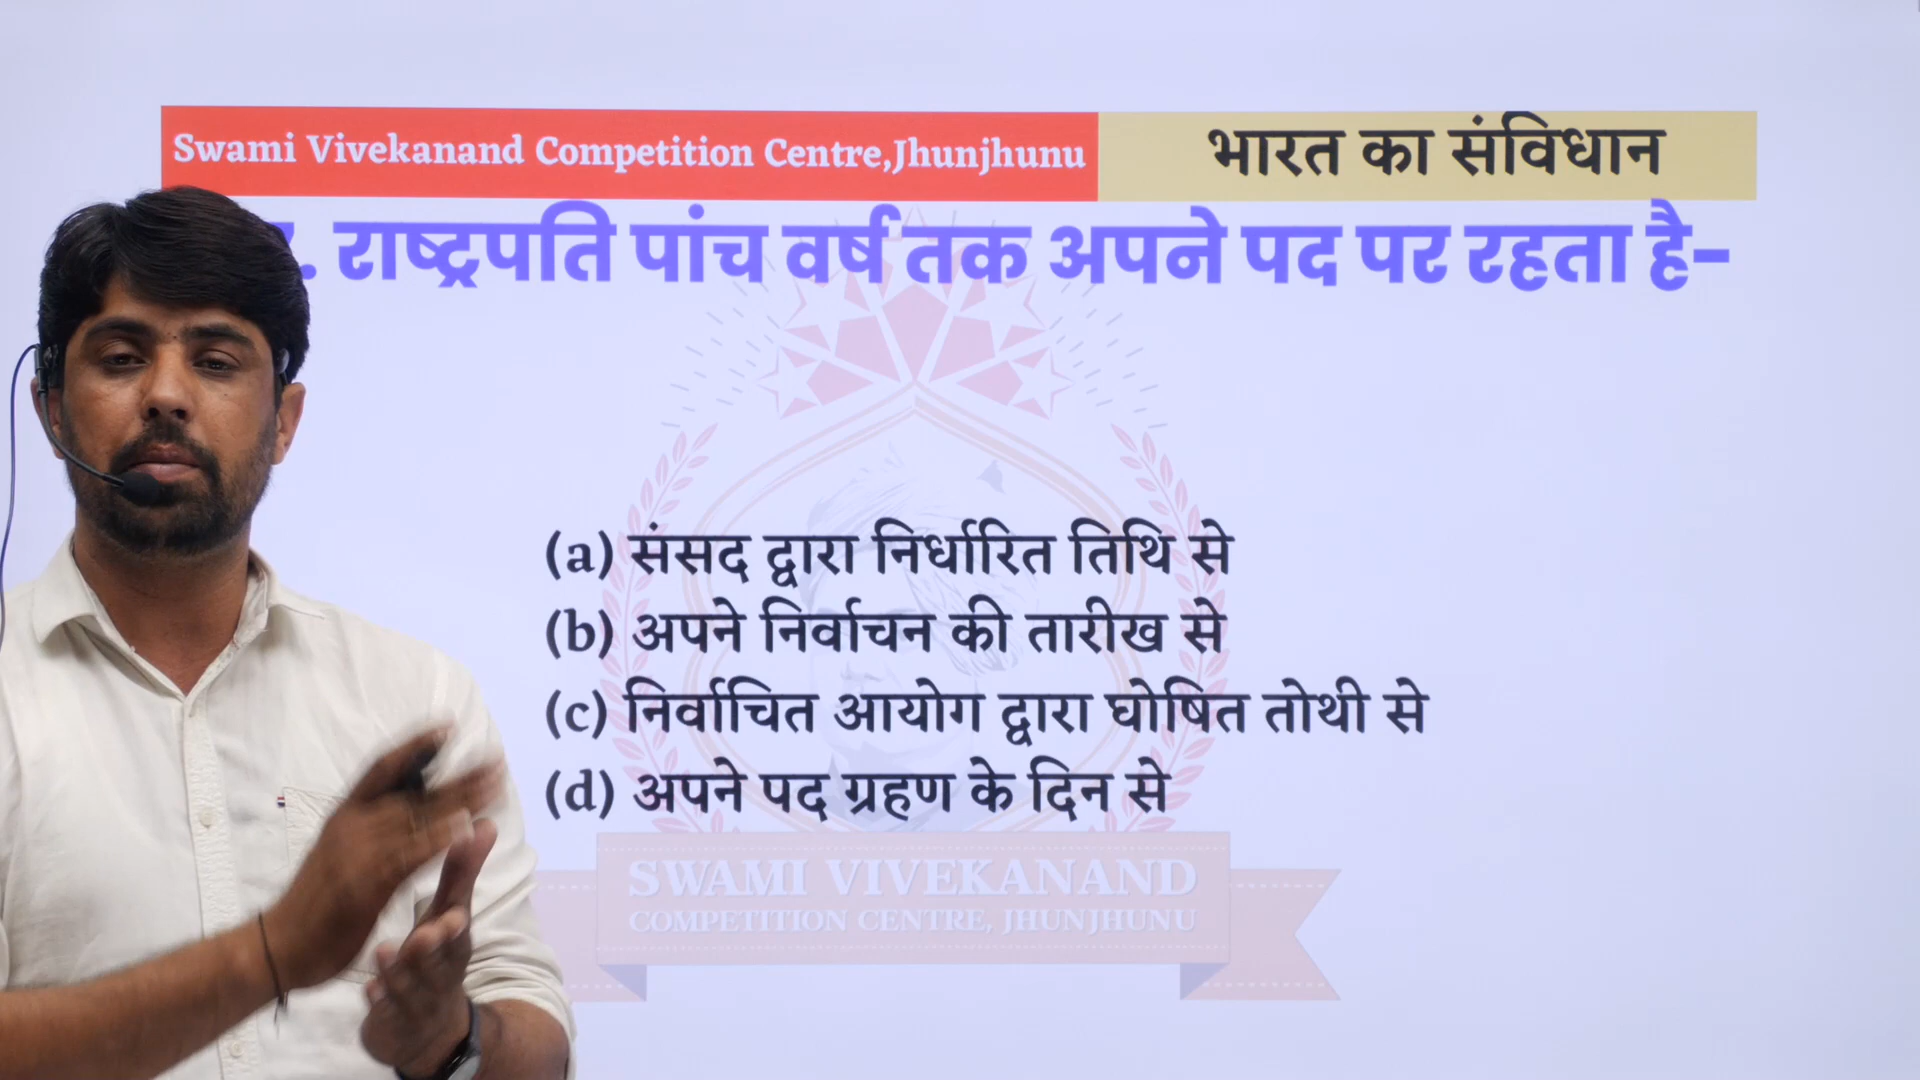 Swami Vivekanand Competition Centre,Jhunjhunu
भारत का संविधान
राष्ट्रपति पांच वर्ष तक अपने पद पर रहता है-
(a) संसद द्वारा निर्धारित तिथि से
(b) अपने निर्वाचन की तारीख से
(c) निर्वाचित आयोग द्वारा घोषित तोथी से
(d) अपने पद ग्रहण के दिन से
SWAMI VIVEKANAND
COMPETITION CENTRE, JHUNJHUNU